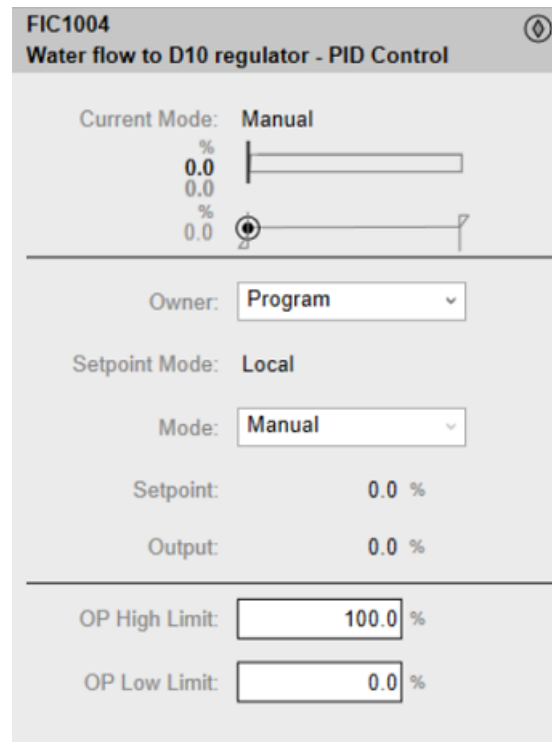 FIC1004
Water flow to D10 regulator - PID Control
Current Mode: Manual
%
0.0
0.0
%
0.0
Owner: Program
Setpoint Mode: Local
Mode: Manual
Setpoint: 0.0 %
Output: 0.0 %
OP High Limit: 100.0 %
OP Low Limit: 0.0 %